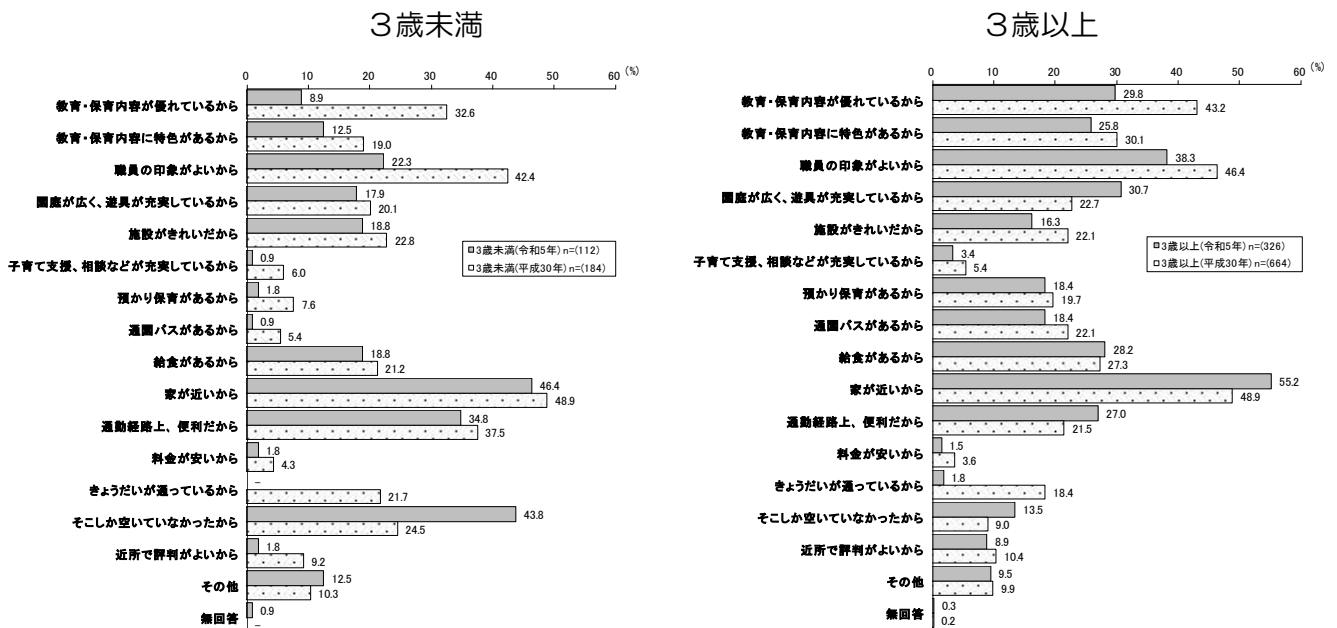 3歳未満
0 10 20 30 40 50 60 (%)
教育・保育内容が優れているから 8.9 32.6
教育・保育内容に特色があるから 12.5 19.0
職員の印象がよいから 22.3 42.4
園庭が広く、遊具が充実しているから 17.9 20.1
施設がきれいだから 18.8 22.8
子育て支援、相談などが充実しているから 0.9 6.0
預かり保育があるから 1.8 7.6
通園バスがあるから 0.9 5.4
給食があるから 18.8 21.2
家が近いから 46.4 48.9
通勤経路上、便利だから 34.8 37.5
料金が安いから 1.8 4.3
きょうだいが通っているから – 21.7
そこしか空いていなかったから 43.8 24.5
近所で評判がよいから 1.8 9.2
その他 12.5 10.3
無回答 0.9 –
3歳未満(令和5年) n=(112)
3歳未満(平成30年) n=(184)
3歳以上
0 10 20 30 40 50 60 (%)
教育・保育内容が優れているから 29.8 43.2
教育・保育内容に特色があるから 25.8 30.1
職員の印象がよいから 38.3 46.4
園庭が広く、遊具が充実しているから 30.7 22.7
施設がきれいだから 16.3 22.1
子育て支援、相談などが充実しているから 3.4 5.4
預かり保育があるから 18.4 19.7
通園バスがあるから 18.4 22.1
給食があるから 28.2 27.3
家が近いから 55.2 48.9
通勤経路上、便利だから 27.0 21.5
料金が安いから 1.5 3.6
きょうだいが通っているから 1.8 18.4
そこしか空いていなかったから 13.5 9.0
近所で評判がよいから 8.9 10.4
その他 9.5 9.9
無回答 0.3 0.2
3歳以上(令和5年) n=(326)
3歳以上(平成30年) n=(664)